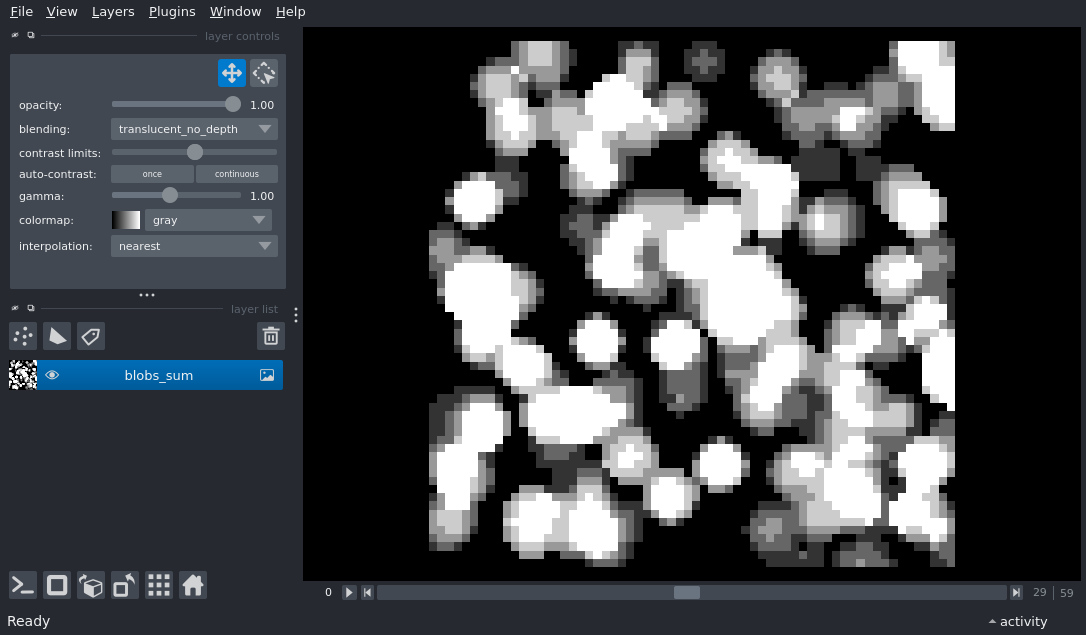 File View Layers Plugins Window Help
layer controls
opacity: 1.00
blending: translucent_no_depth
contrast limits:
auto-contrast: once continuous
gamma: 1.00
colormap: gray
interpolation: nearest
layer list
blobs_sum
0 29 59
Ready activity